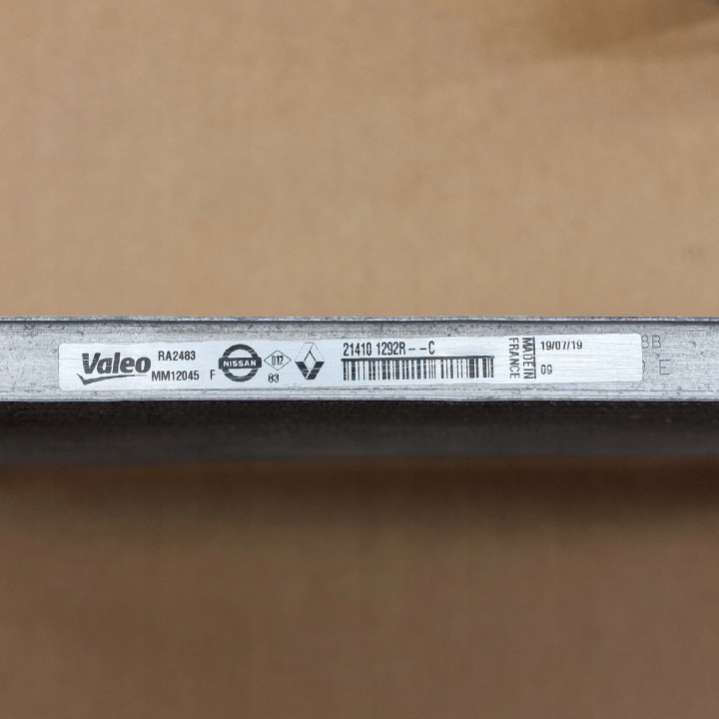 Valeo
RA2483
MM12045 F
NISSAN
83
21410 1292R--C
MADE IN
FRANCE
19/07/19
09
E